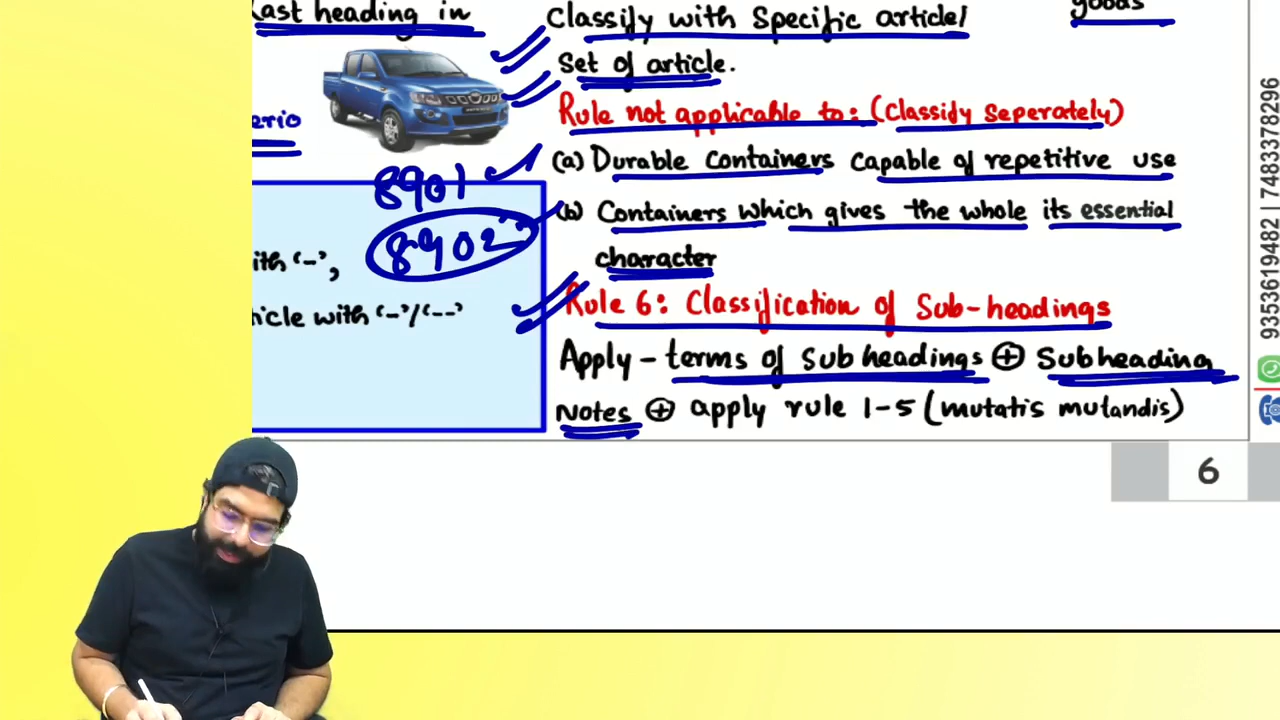 Last heading in
erio
8901
8902
ith '-',
hicle with '-'/'--'
Classify with Specific article/
Set of article.
Rule not applicable to: (Classify Seperately)
(a) Durable Containers Capable of repetitive use
(b) Containers which gives the whole its essential
character
Rule 6: Classification of Sub-headings
Apply - terms of Sub headings ⊕ Subheading
Notes ⊕ apply rule 1-5 (mutatis mutandis)
goods
6
9353619482 | 7483378296